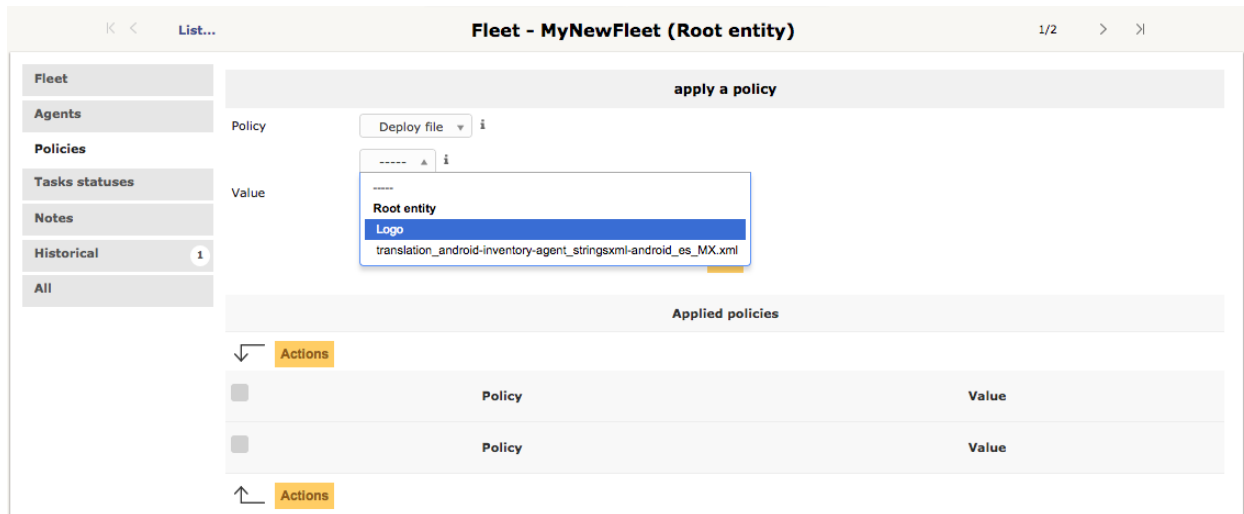 List...
Fleet - MyNewFleet (Root entity)
1/2
Fleet
Agents
Policies
Tasks statuses
Notes
Historical 1
All
apply a policy
Policy
Deploy file
-----
Value
-----
Root entity
Logo
translation_android-inventory-agent_stringsxml-android_es_MX.xml
Applied policies
Actions
Policy Value
Policy Value
Actions